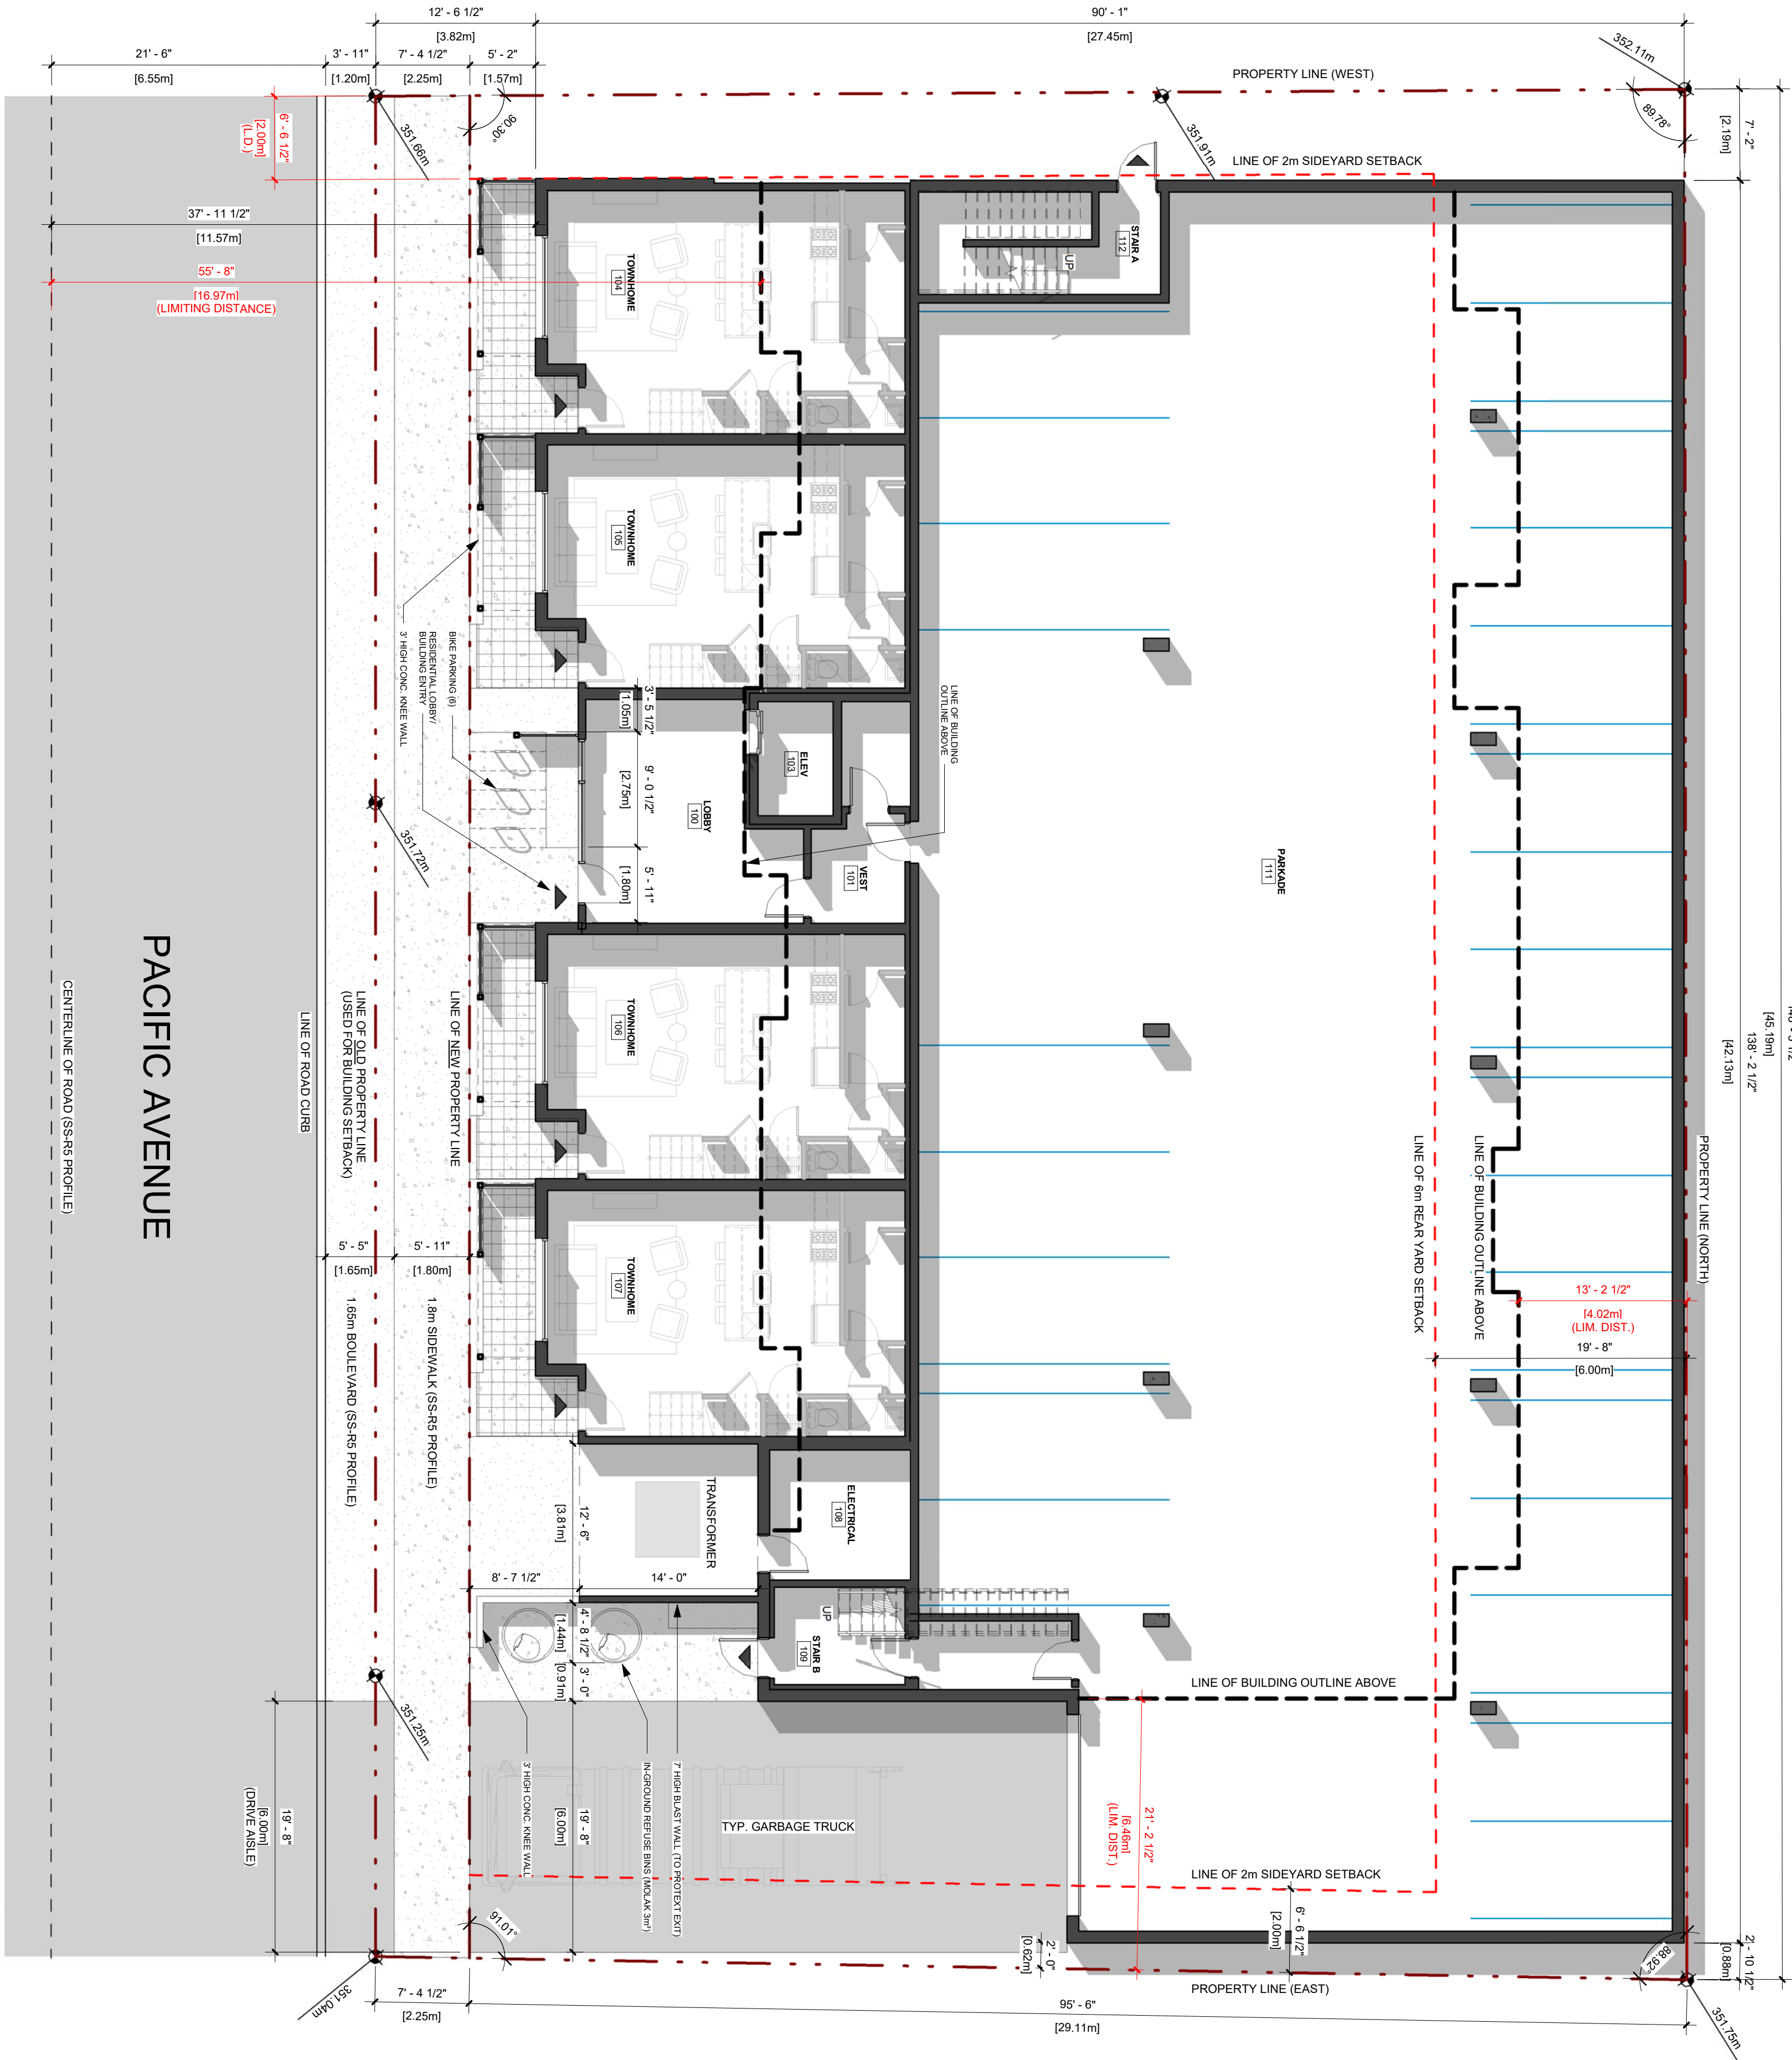 12' - 6 1/2"
[3.82m]
90' - 1"
[27.45m]
21' - 6"
[6.55m]
3' - 11"
[1.20m]
7' - 4 1/2"
[2.25m]
5' - 2"
[1.57m]
PROPERTY LINE (WEST)
352.11m
89.78°
7' - 2"
[2.19m]
6' - 6 1/2"
[2.00m]
(L.D.)
351.66m
90.30°
351.91m
LINE OF 2m SIDEYARD SETBACK
37' - 11 1/2"
[11.57m]
55' - 8"
[16.97m]
(LIMITING DISTANCE)
TOWNHOME
104
STAIR A
112
UP
TOWNHOME
105
BIKE PARKING (6)
RESIDENTIAL LOBBY/
BUILDING ENTRY
3' HIGH CONC. KNEE WALL
3' - 5 1/2"
[1.05m]
9' - 0 1/2"
[2.75m]
5' - 11"
[1.80m]
LOBBY
100
ELEV
103
VEST
101
LINE OF BUILDING
OUTLINE ABOVE
PARKADE
111
351.72m
PACIFIC AVENUE
CENTERLINE OF ROAD (SS-R5 PROFILE)
LINE OF ROAD CURB
LINE OF OLD PROPERTY LINE
(USED FOR BUILDING SETBACK)
LINE OF NEW PROPERTY LINE
TOWNHOME
106
TOWNHOME
107
[45.19m]
138' - 2 1/2"
[42.13m]
PROPERTY LINE (NORTH)
LINE OF BUILDING OUTLINE ABOVE
LINE OF 6m REAR YARD SETBACK
13' - 2 1/2"
[4.02m]
(LIM. DIST.)
19' - 8"
[6.00m]
5' - 5"
[1.65m]
5' - 11"
[1.80m]
1.65m BOULEVARD (SS-R5 PROFILE)
1.8m SIDEWALK (SS-R5 PROFILE)
12' - 6"
[3.81m]
TRANSFORMER
ELECTRICAL
108
8' - 7 1/2"
14' - 0"
4' - 8 1/2"
[1.44m]
3' - 0"
[0.91m]
UP
STAIR B
109
LINE OF BUILDING OUTLINE ABOVE
351.25m
19' - 8"
[6.00m]
(DRIVE AISLE)
3' HIGH CONC. KNEE WALL
19' - 8"
[6.00m]
IN-GROUND REFUSE BINS (MOLAK 3m³)
7' HIGH BLAST WALL (TO PROTEXT EXIT)
TYP. GARBAGE TRUCK
21' - 2 1/2"
[6.46m]
(LIM. DIST.)
LINE OF 2m SIDEYARD SETBACK
6' - 6 1/2"
[2.00m]
2' - 0"
[0.62m]
91.01°
88.92°
2' - 10 1/2"
[0.88m]
PROPERTY LINE (EAST)
351.04m
7' - 4 1/2"
[2.25m]
95' - 6"
[29.11m]
351.75m